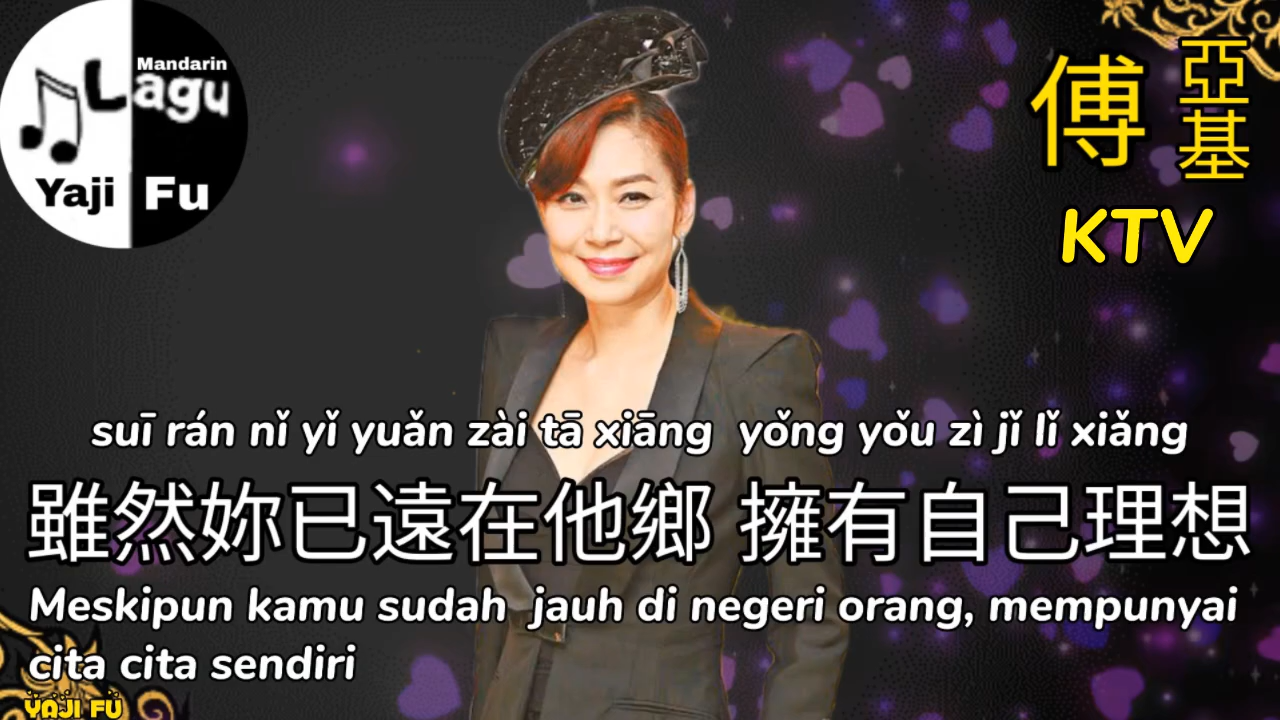 Mandarin
Lagu
Yaji Fu
傅亞基
KTV
suī rán nǐ yǐ yuǎn zài tā xiāng yǒng yǒu zì jǐ lǐ xiǎng
雖然妳已遠在他鄉 擁有自己理想
Meskipun kamu sudah jauh di negeri orang, mempunyai
cita cita sendiri
YAJI FU